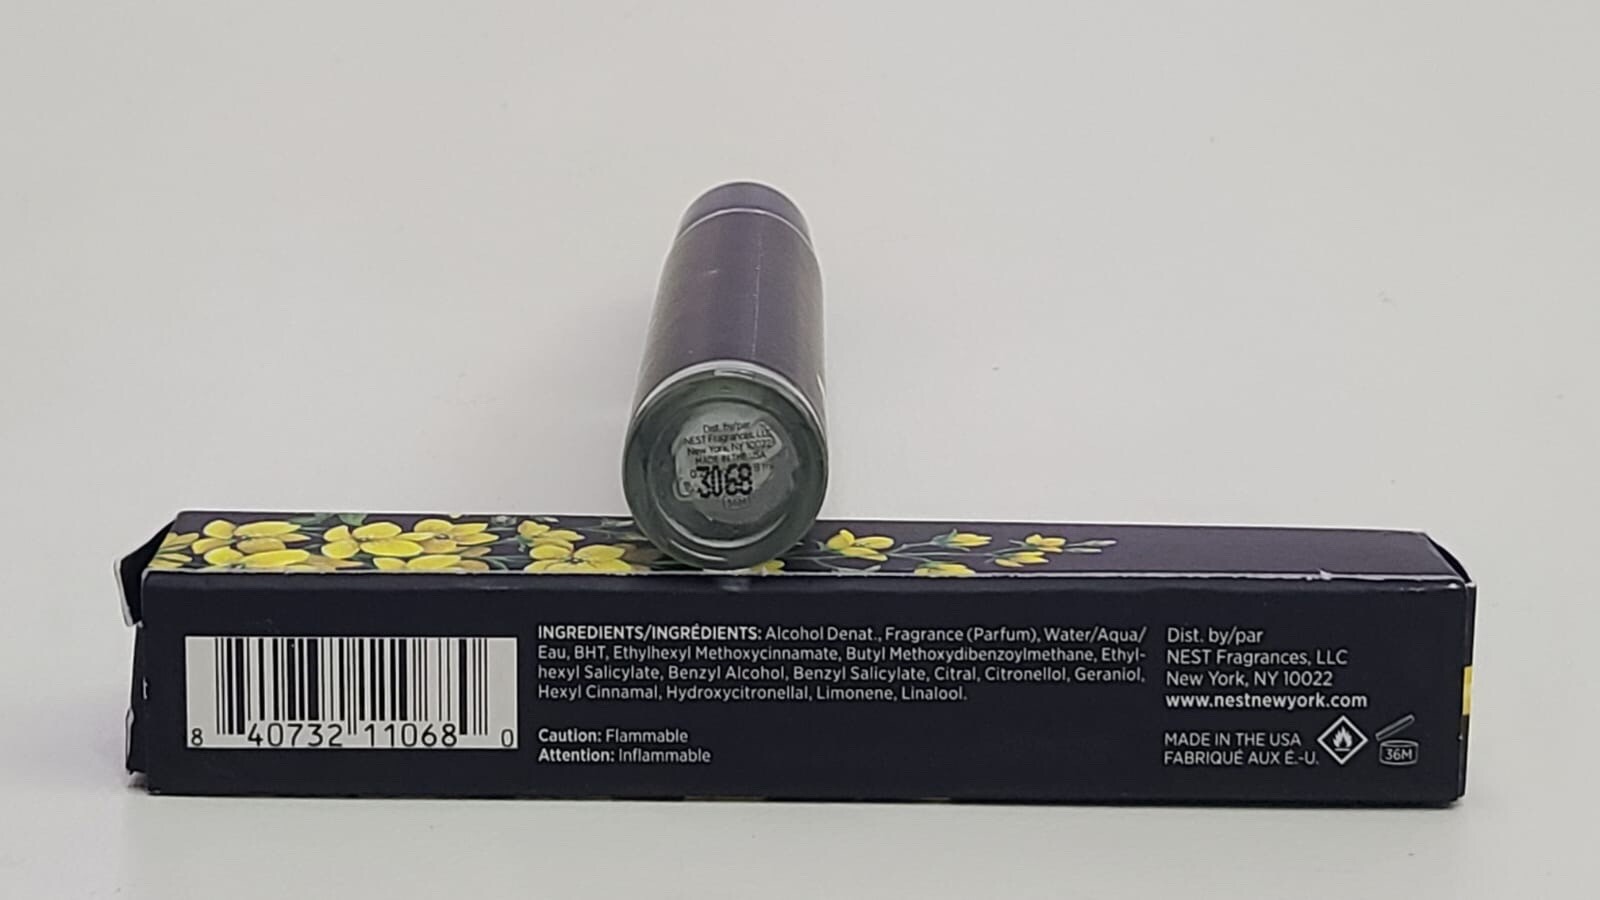 Dist. by/par
NEST Fragrances, LLC
New York, NY 10022
MADE IN THE USA
3068
INGREDIENTS/INGRÉDIENTS: Alcohol Denat., Fragrance (Parfum), Water/Aqua/
Eau, BHT, Ethylhexyl Methoxycinnamate, Butyl Methoxydibenzoylmethane, Ethyl-
hexyl Salicylate, Benzyl Alcohol, Benzyl Salicylate, Citral, Citronellol, Geraniol,
Hexyl Cinnamal, Hydroxycitronellal, Limonene, Linalool.
Caution: Flammable
Attention: Inflammable
8 40732 11068 0
Dist. by/par
NEST Fragrances, LLC
New York, NY 10022
www.nestnewyork.com
MADE IN THE USA
FABRIQUÉ AUX É.-U.
36M